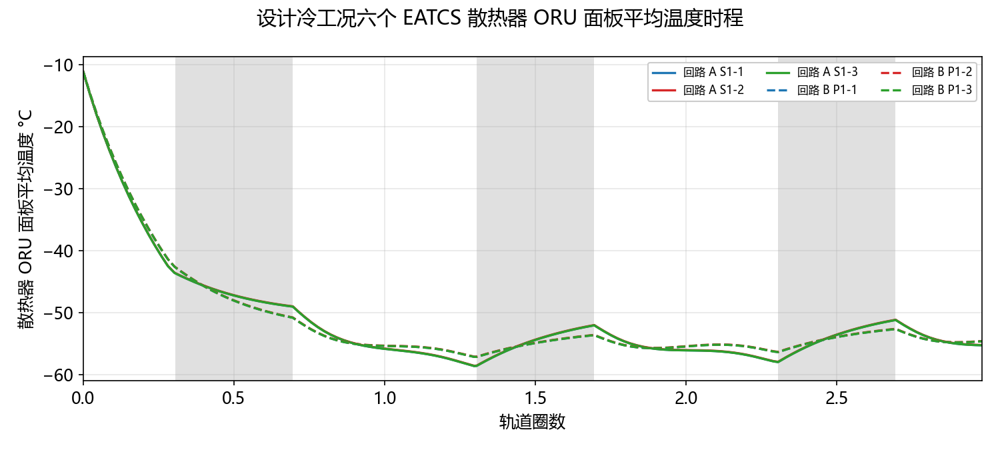 设计冷工况六个 EATCS 散热器 ORU 面板平均温度时程
散热器 ORU 面板平均温度 °C
−10
−20
−30
−40
−50
−60
回路 A S1-1
回路 A S1-2
回路 A S1-3
回路 B P1-1
回路 B P1-2
回路 B P1-3
0.0 0.5 1.0 1.5 2.0 2.5
轨道圈数